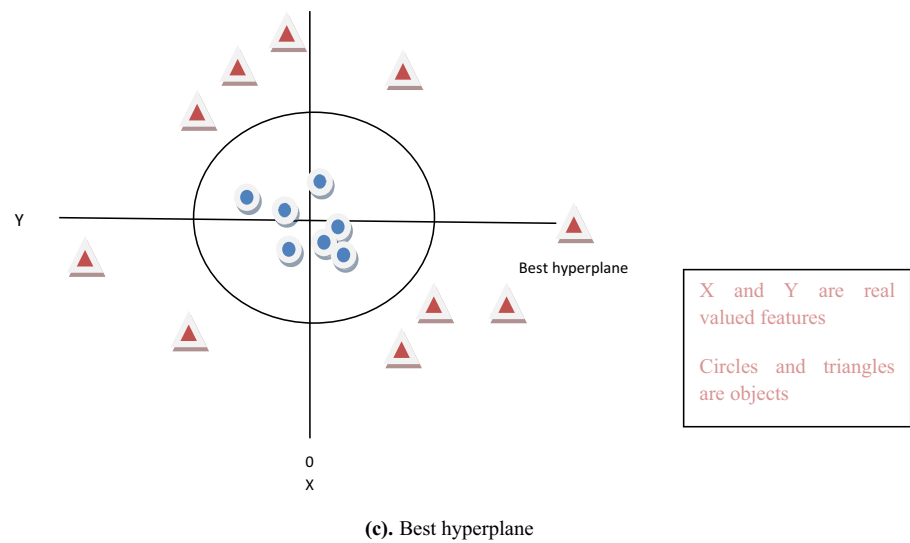 Y
Best hyperplane
X and Y are real
valued features
Circles and triangles
are objects
0
X
(c). Best hyperplane